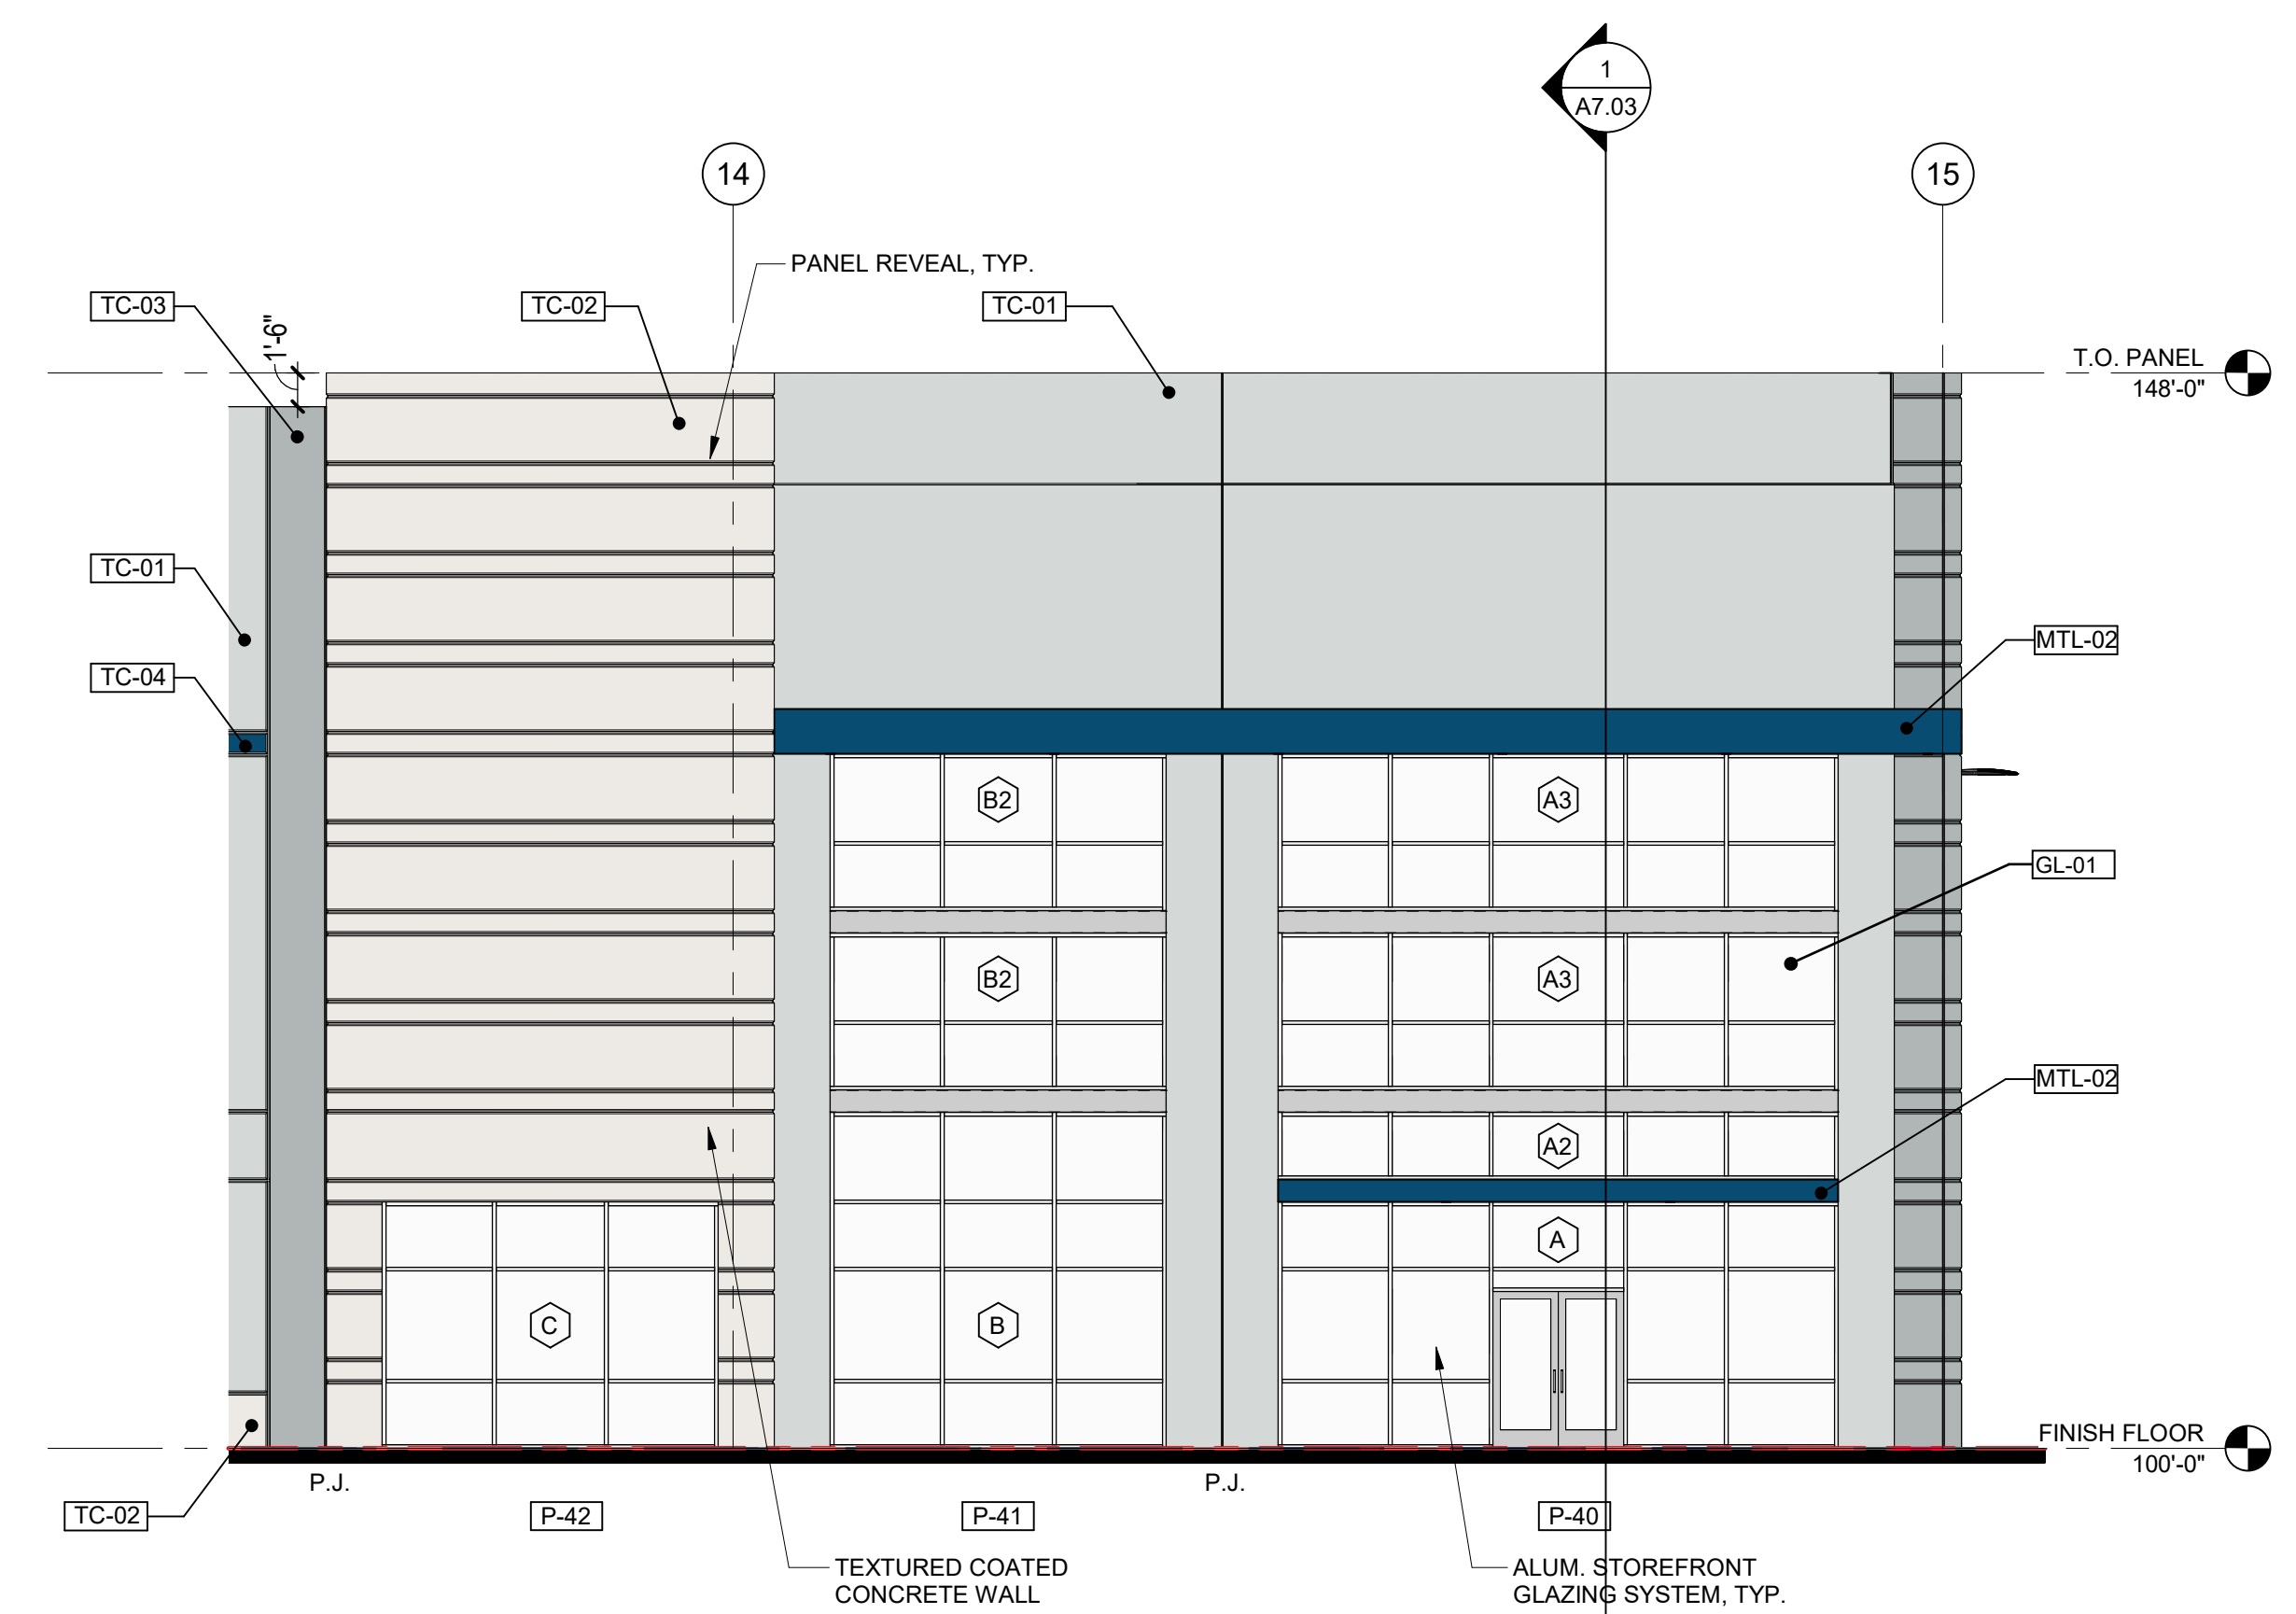 1
A7.03
14
15
PANEL REVEAL, TYP.
TC-03
TC-02
TC-01
1'-6"
T.O. PANEL
148'-0"
TC-01
MTL-02
TC-04
B2
A3
GL-01
B2
A3
MTL-02
A2
A
C
B
FINISH FLOOR
100'-0"
P.J.
P.J.
TC-02
P-42
P-41
P-40
TEXTURED COATED
CONCRETE WALL
ALUM. STOREFRONT
GLAZING SYSTEM, TYP.